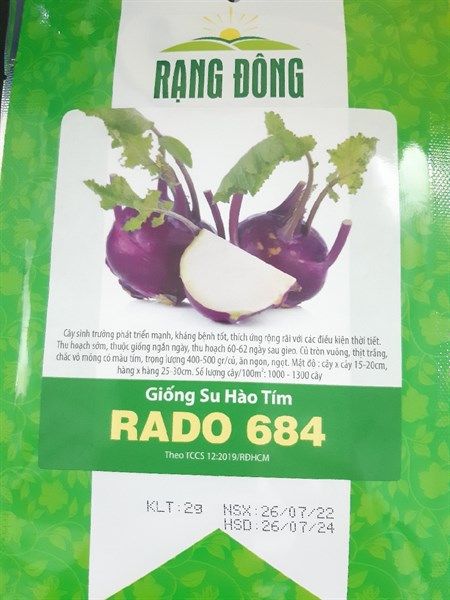 RẠNG ĐÔNG
Cây sinh trưởng phát triển mạnh, kháng bệnh tốt, thích ứng rộng rãi với các điều kiện thời tiết.
Thu hoạch sớm, thuộc giống ngắn ngày, thu hoạch 60-62 ngày sau gieo. Củ tròn vuông, thịt trắng,
chắc vỏ mỏng có màu tím, trọng lượng 400-500 gr/củ, ăn ngon, ngọt. Mật độ : cây x cây 15-20cm,
hàng x hàng 25-30cm. Số lượng cây/100m²: 1000 - 1300 cây
Giống Su Hào Tím
RADO 684
Theo TCCS 12:2019/RĐHCM
KLT:2g NSX:26/07/22
HSD:26/07/24